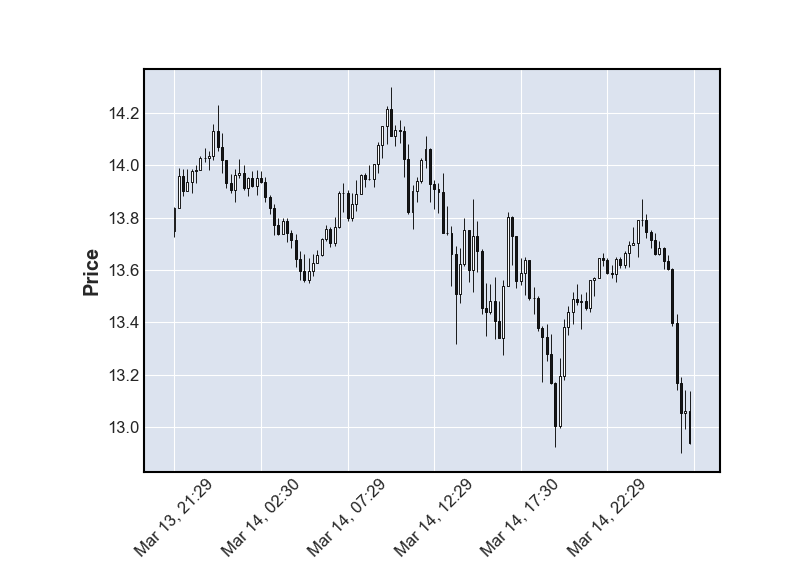 14.2
14.0
13.8
13.6
13.4
13.2
13.0
Price
Mar 13, 21:29
Mar 14, 02:30
Mar 14, 07:29
Mar 14, 12:29
Mar 14, 17:30
Mar 14, 22:29